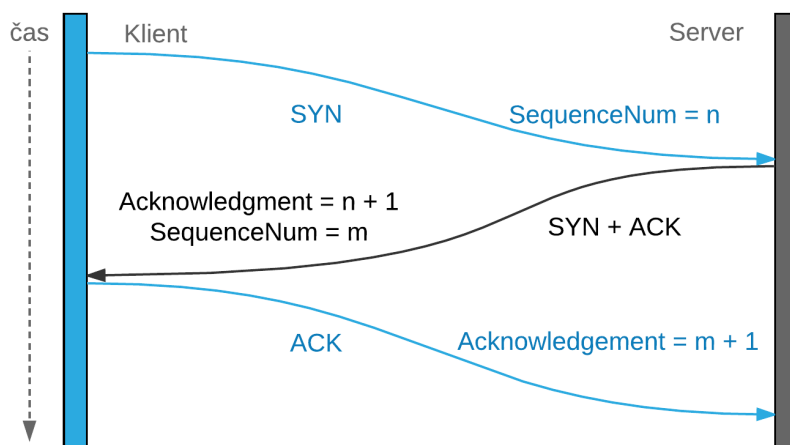 čas
Klient
Server
SYN
SequenceNum = n
Acknowledgment = n + 1
SequenceNum = m
SYN + ACK
ACK
Acknowledgement = m + 1